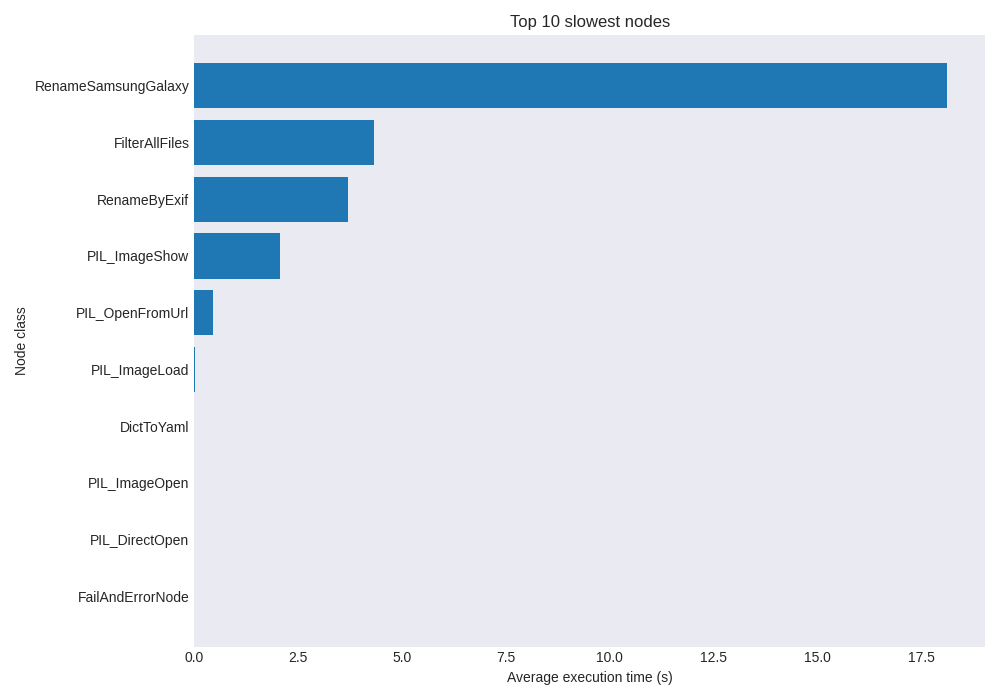 Top 10 slowest nodes
Node class
RenameSamsungGalaxy
FilterAllFiles
RenameByExif
PIL_ImageShow
PIL_OpenFromUrl
PIL_ImageLoad
DictToYaml
PIL_ImageOpen
PIL_DirectOpen
FailAndErrorNode
0.0 2.5 5.0 7.5 10.0 12.5 15.0 17.5
Average execution time (s)